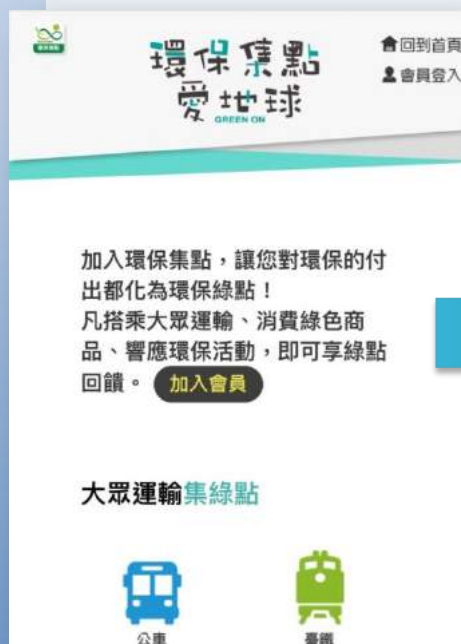 環保集點
愛地球
GREEN ON
回到首頁
會員登入
加入環保集點，讓您對環保的付
出都化為環保綠點！
凡搭乘大眾運輸、消費綠色商
品、響應環保活動，即可享綠點
回饋。 加入會員
大眾運輸集綠點
公車
臺鐵